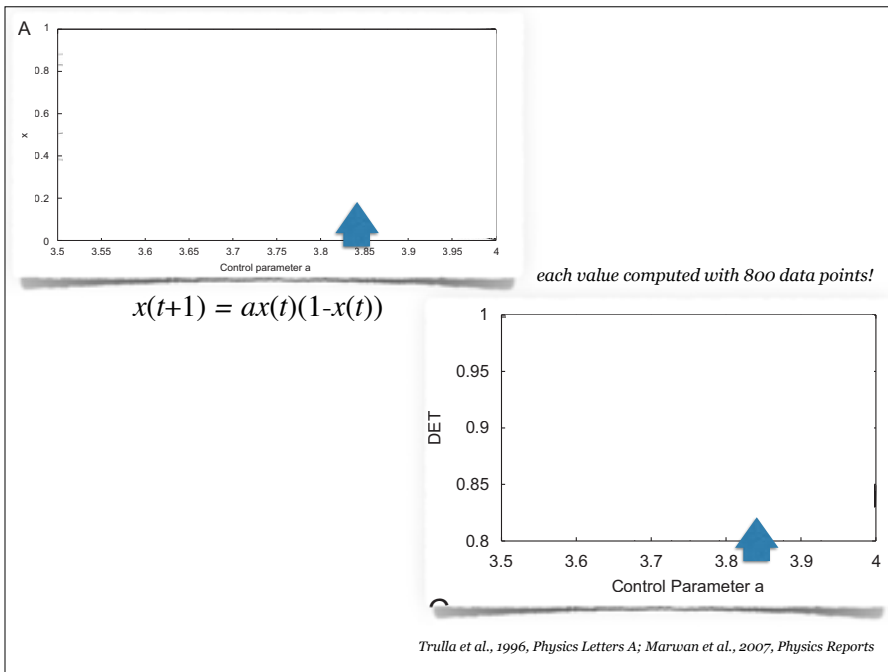 A
1
0.8
0.6
x
0.4
0.2
0
3.5 3.55 3.6 3.65 3.7 3.75 3.8 3.85 3.9 3.95 4
Control parameter a
x(t+1) = ax(t)(1-x(t))
each value computed with 800 data points!
1
0.95
DET
0.9
0.85
0.8
3.5 3.6 3.7 3.8 3.9 4
Control Parameter a
Trulla et al., 1996, Physics Letters A; Marwan et al., 2007, Physics Reports